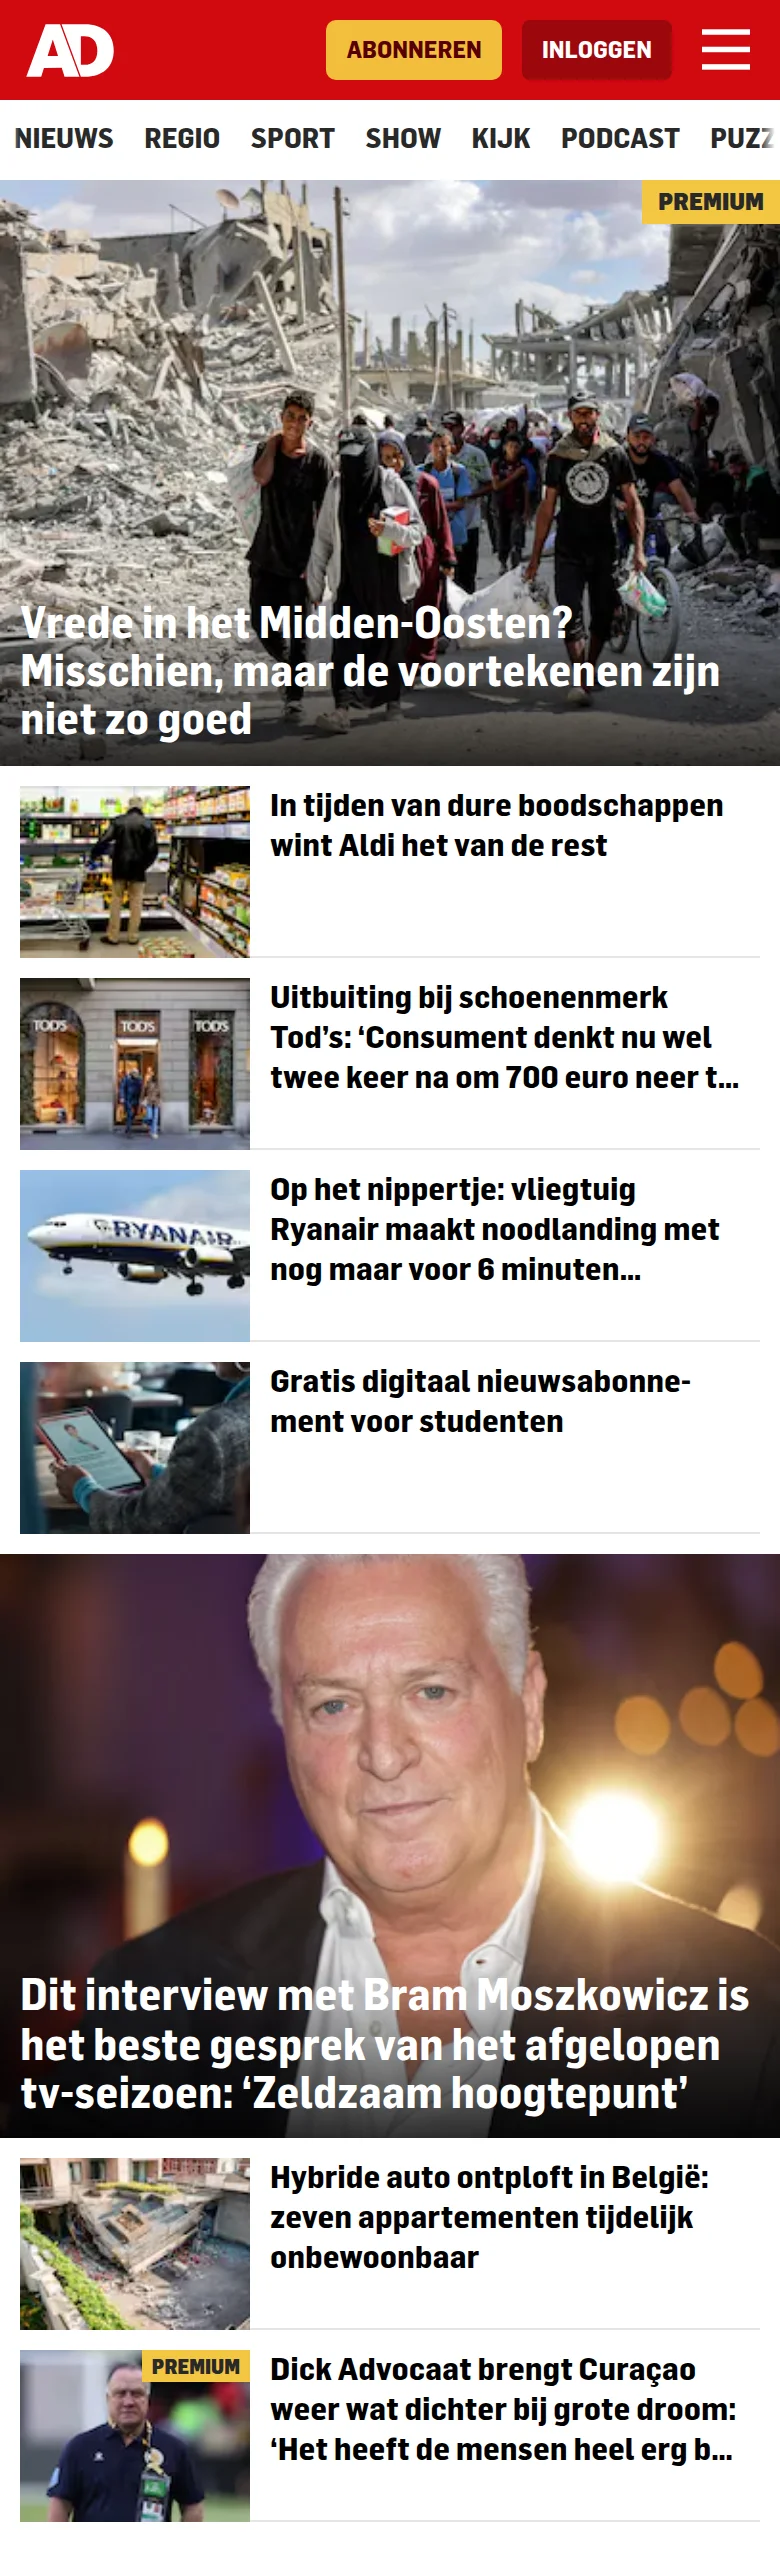 AD
ABONNEREN
INLOGGEN
NIEUWS REGIO SPORT SHOW KIJK PODCAST PUZZ
PREMIUM
Vrede in het Midden-Oosten?
Misschien, maar de voortekenen zijn
niet zo goed
In tijden van dure boodschappen
wint Aldi het van de rest
TOD'S TOD'S TOD'S
Uitbuiting bij schoenenmerk
Tod’s: ‘Consument denkt nu wel
twee keer na om 700 euro neer t...
RYANAIR
Op het nippertje: vliegtuig
Ryanair maakt noodlanding met
nog maar voor 6 minuten...
Gratis digitaal nieuwsabonne-
ment voor studenten
Dit interview met Bram Moszkowicz is
het beste gesprek van het afgelopen
tv-seizoen: ‘Zeldzaam hoogtepunt’
Hybride auto ontploft in België:
zeven appartementen tijdelijk
onbewoonbaar
PREMIUM
Dick Advocaat brengt Curaçao
weer wat dichter bij grote droom:
‘Het heeft de mensen heel erg b...